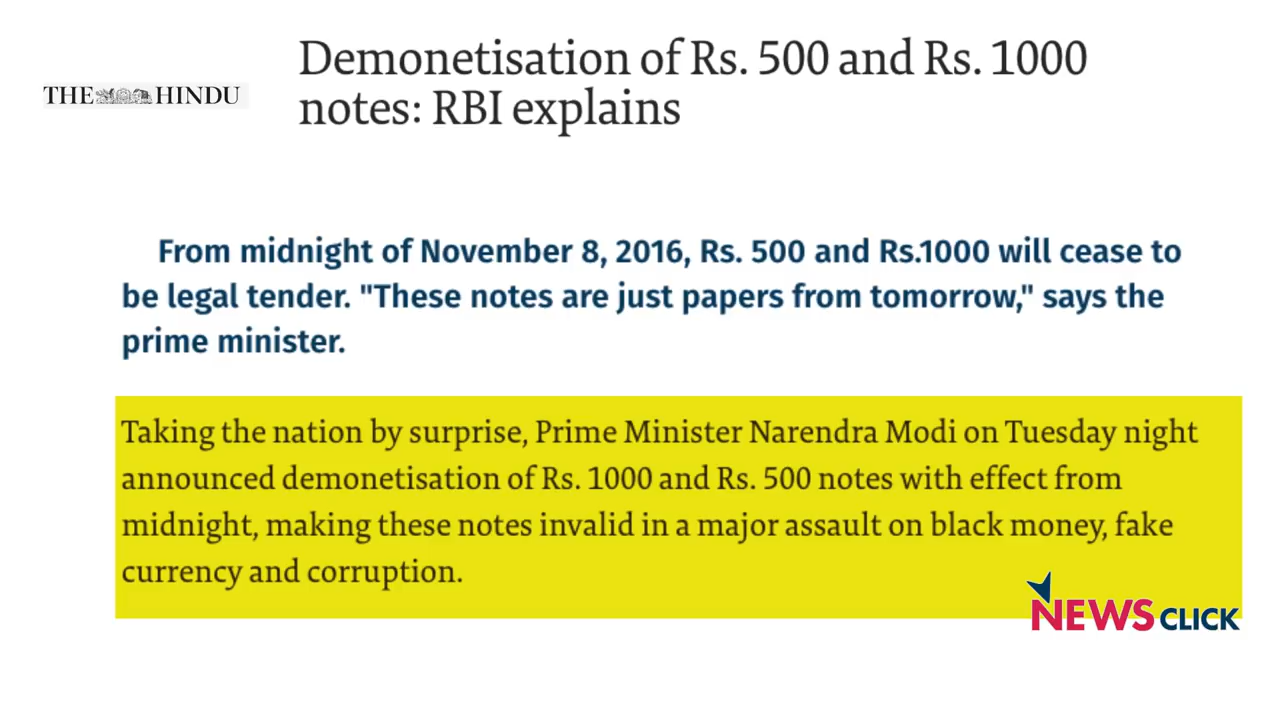 THE HINDU
Demonetisation of Rs. 500 and Rs. 1000
notes: RBI explains
From midnight of November 8, 2016, Rs. 500 and Rs.1000 will cease to
be legal tender. "These notes are just papers from tomorrow," says the
prime minister.
Taking the nation by surprise, Prime Minister Narendra Modi on Tuesday night
announced demonetisation of Rs. 1000 and Rs. 500 notes with effect from
midnight, making these notes invalid in a major assault on black money, fake
currency and corruption.
NEWSCLICK